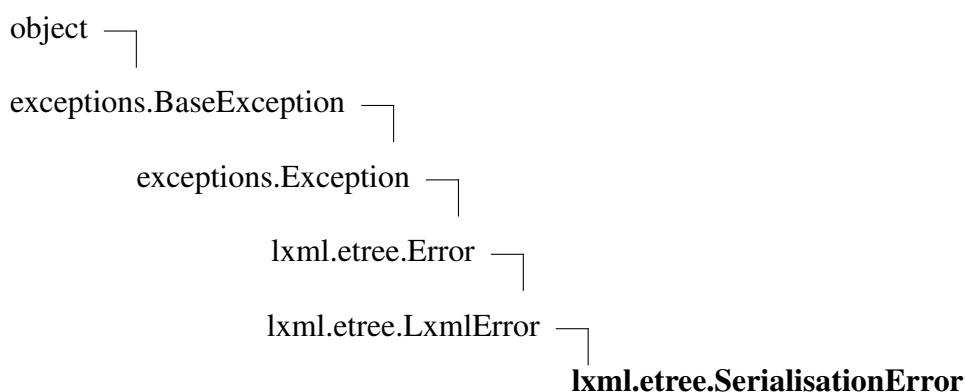 object
exceptions.BaseException
exceptions.Exception
lxml.etree.Error
lxml.etree.LxmlError
lxml.etree.SerialisationError